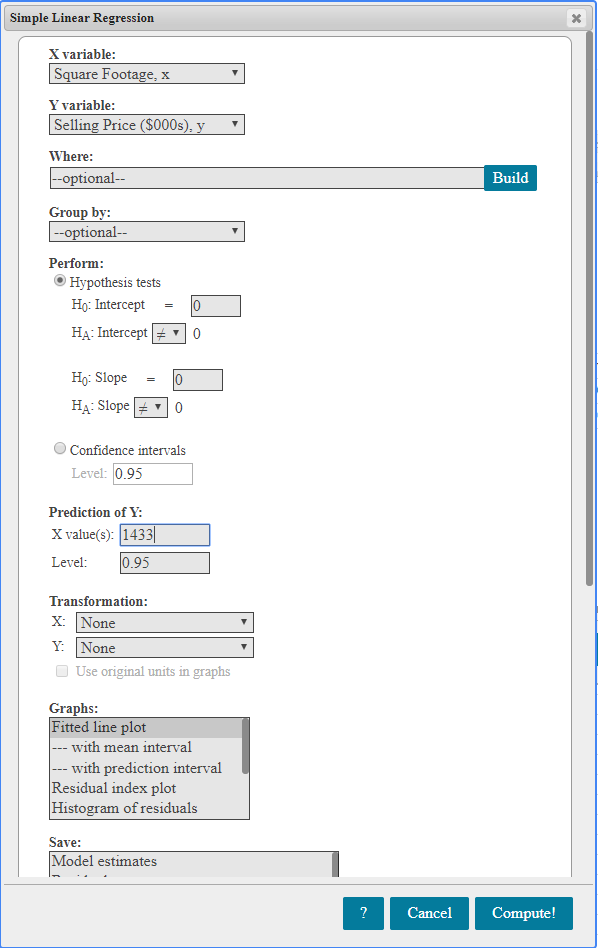 Simple Linear Regression
X variable:
Square Footage, x
Y variable:
Selling Price ($000s), y
Where:
--optional-- Build
Group by:
--optional--
Perform:
Hypothesis tests
H0: Intercept = 0
HA: Intercept ≠ 0
H0: Slope = 0
HA: Slope ≠ 0
Confidence intervals
Level: 0.95
Prediction of Y:
X value(s): 1433
Level: 0.95
Transformation:
X: None
Y: None
Use original units in graphs
Graphs:
Fitted line plot
--- with mean interval
--- with prediction interval
Residual index plot
Histogram of residuals
Save:
Model estimates
? Cancel Compute!